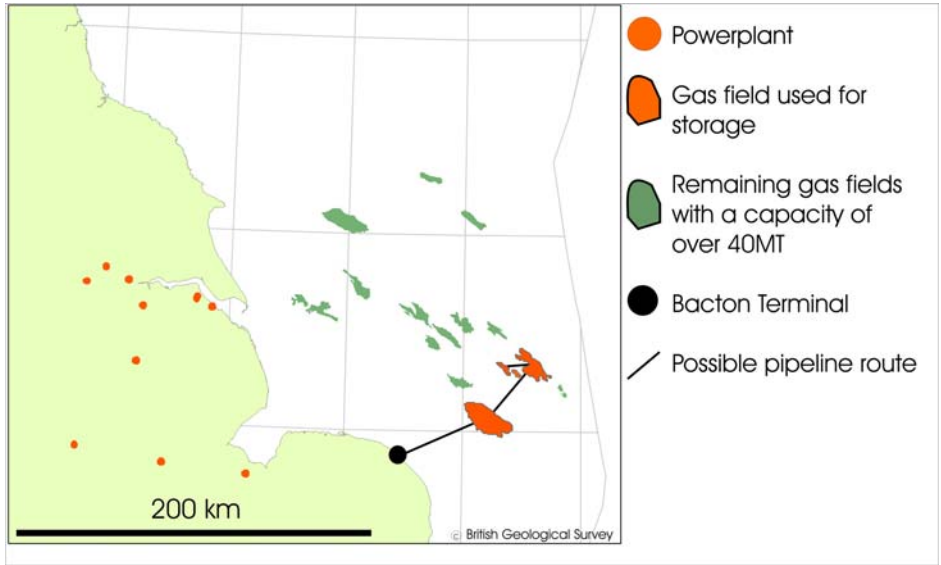 Powerplant
Gas field used for
storage
Remaining gas fields
with a capacity of
over 40MT
Bacton Terminal
Possible pipeline route
200 km
© British Geological Survey